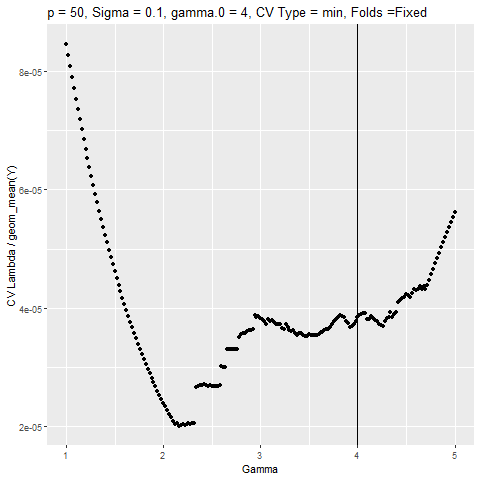 p = 50, Sigma = 0.1, gamma.0 = 4, CV Type = min, Folds =Fixed
CV Lambda / geom_mean(Y)
8e-05
6e-05
4e-05
2e-05
1 2 3 4 5
Gamma